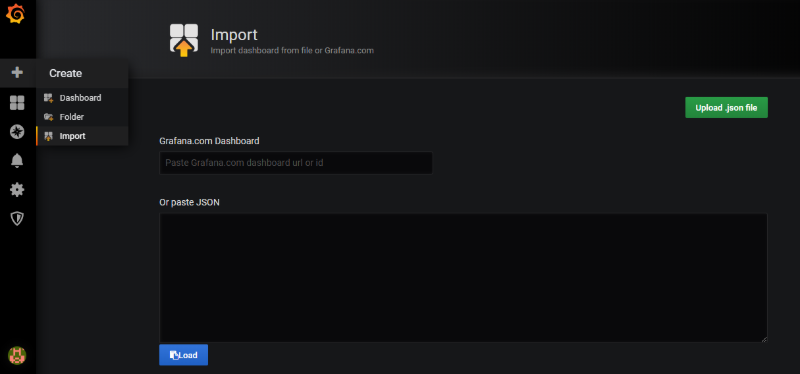 Import
Import dashboard from file or Grafana.com
Create
Dashboard
Folder
Import
Upload .json file
Grafana.com Dashboard
Paste Grafana.com dashboard url or id
Or paste JSON
Load